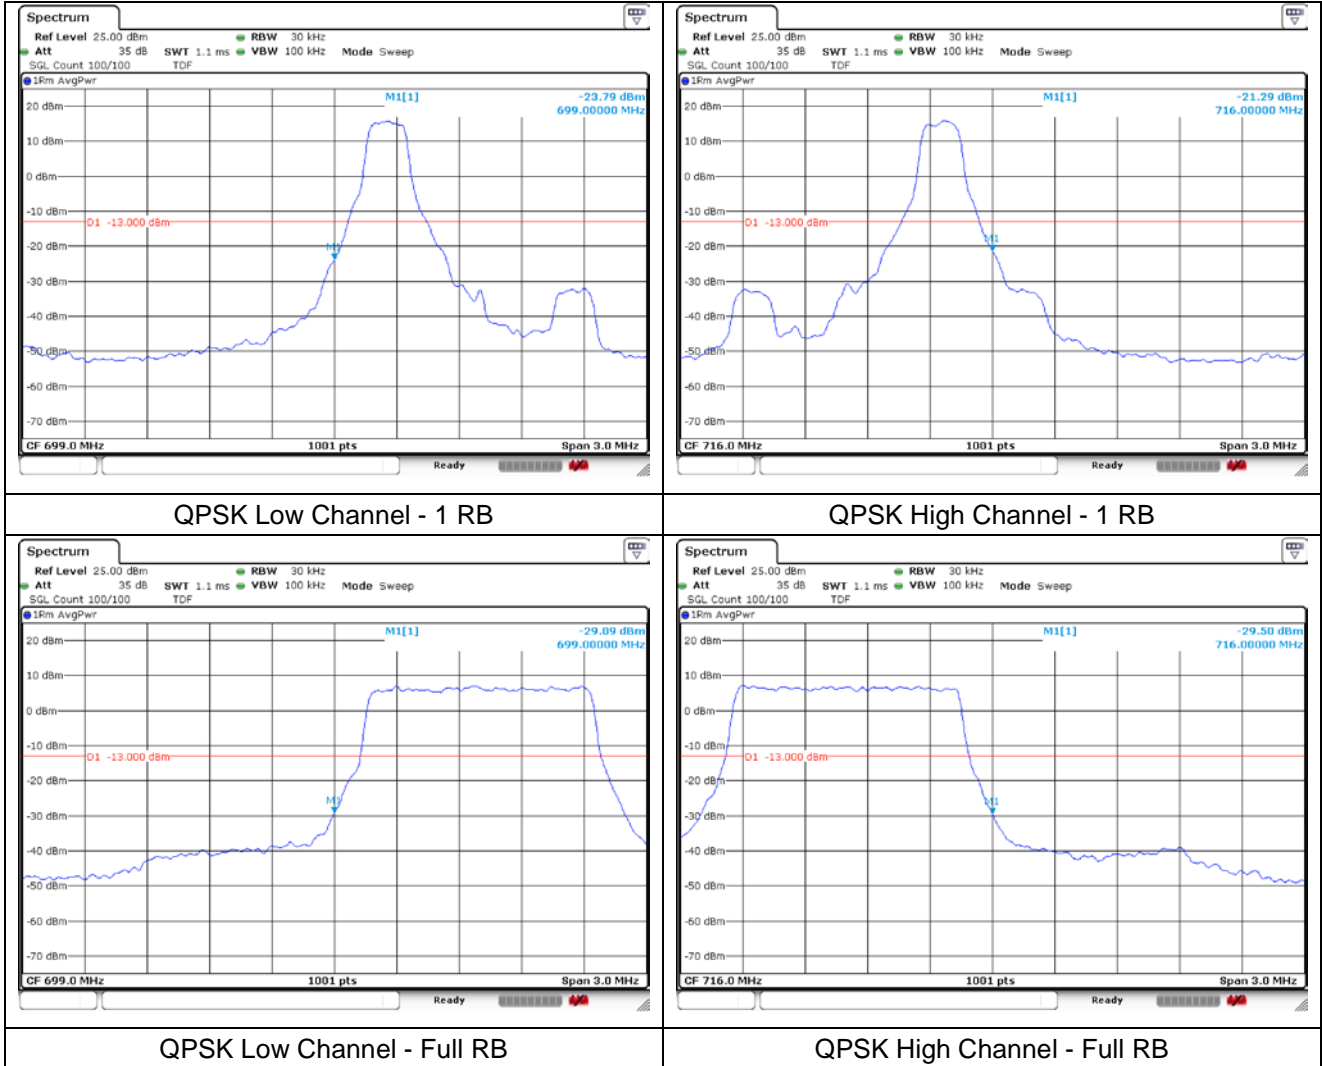 Spectrum
Ref Level 25.00 dBm RBW 30 kHz
Att 35 dB SWT 1.1 ms VBW 100 kHz Mode Sweep
SGL Count 100/100 TDF
1Rm AvgPwr
M1[1] -23.79 dBm
699.00000 MHz
20 dBm
10 dBm
0 dBm
-10 dBm
D1 -13.000 dBm
-20 dBm
M1
-30 dBm
-40 dBm
-50 dBm
-60 dBm
-70 dBm
CF 699.0 MHz 1001 pts Span 3.0 MHz
Ready
QPSK Low Channel - 1 RB
Spectrum
Ref Level 25.00 dBm RBW 30 kHz
Att 35 dB SWT 1.1 ms VBW 100 kHz Mode Sweep
SGL Count 100/100 TDF
1Rm AvgPwr
M1[1] -21.29 dBm
716.00000 MHz
20 dBm
10 dBm
0 dBm
-10 dBm
D1 -13.000 dBm
-20 dBm
M1
-30 dBm
-40 dBm
-50 dBm
-60 dBm
-70 dBm
CF 716.0 MHz 1001 pts Span 3.0 MHz
Ready
QPSK High Channel - 1 RB
Spectrum
Ref Level 25.00 dBm RBW 30 kHz
Att 35 dB SWT 1.1 ms VBW 100 kHz Mode Sweep
SGL Count 100/100 TDF
1Rm AvgPwr
M1[1] -29.09 dBm
699.00000 MHz
20 dBm
10 dBm
0 dBm
-10 dBm
D1 -13.000 dBm
-20 dBm
M1
-30 dBm
-40 dBm
-50 dBm
-60 dBm
-70 dBm
CF 699.0 MHz 1001 pts Span 3.0 MHz
Ready
QPSK Low Channel - Full RB
Spectrum
Ref Level 25.00 dBm RBW 30 kHz
Att 35 dB SWT 1.1 ms VBW 100 kHz Mode Sweep
SGL Count 100/100 TDF
1Rm AvgPwr
M1[1] -29.50 dBm
716.00000 MHz
20 dBm
10 dBm
0 dBm
-10 dBm
D1 -13.000 dBm
-20 dBm
M1
-30 dBm
-40 dBm
-50 dBm
-60 dBm
-70 dBm
CF 716.0 MHz 1001 pts Span 3.0 MHz
Ready
QPSK High Channel - Full RB